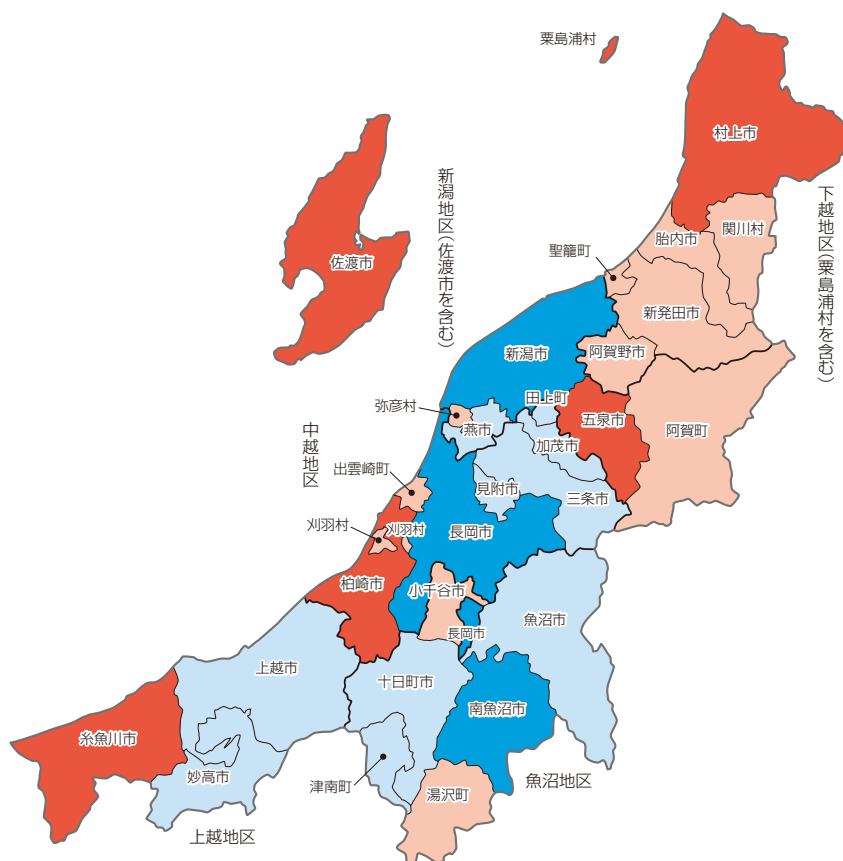 粟島浦村
村上市
新潟地区(佐渡市を含む)
下越地区(粟島浦村を含む)
関川村
胎内市
聖籠町
佐渡市
新発田市
新潟市
阿賀野市
田上町
弥彦村
五泉市
阿賀町
燕市
中越地区
加茂市
出雲崎町
見附市
三条市
刈羽村
刈羽村
長岡市
柏崎市
小千谷市
魚沼市
長岡市
上越市
十日町市
南魚沼市
糸魚川市
妙高市
津南町
魚沼地区
湯沢町
上越地区